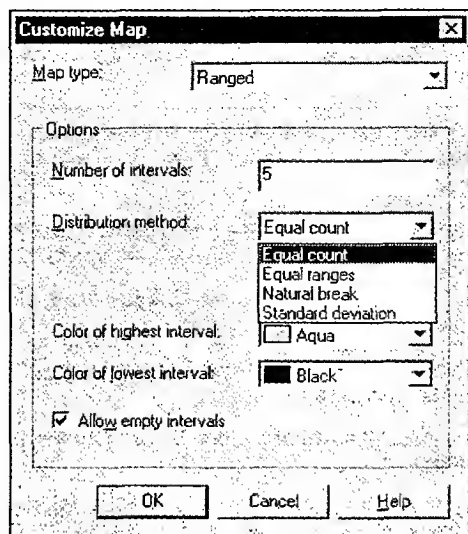 Customize Map
Map type: Ranged
Options
Number of intervals: 5
Distribution method: Equal count
Equal count
Equal ranges
Natural break
Standard deviation
Color of highest interval: Aqua
Color of lowest interval: Black
Allow empty intervals
OK Cancel Help